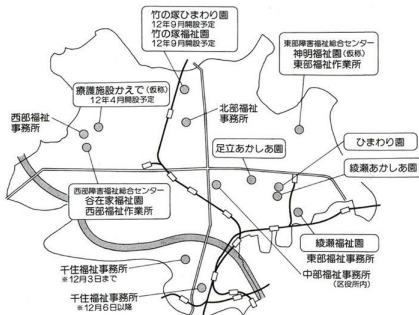 竹の塚ひまわり園
12年9月開設予定
竹の塚福祉園
12年9月開設予定
東部障害福祉総合センター
神明福祉園(仮称)
東部福祉作業所
療護施設かえで(仮称)
12年4月開設予定
西部福祉
事務所
北部福祉
事務所
足立あかしあ園
ひまわり園
綾瀬あかしあ園
西部障害福祉総合センター
谷在家福祉園
西部福祉作業所
綾瀬福祉園
東部福祉事務所
中部福祉事務所
(区役所内)
千住福祉事務所
※12月3日まで
千住福祉事務所
※12月6日以降